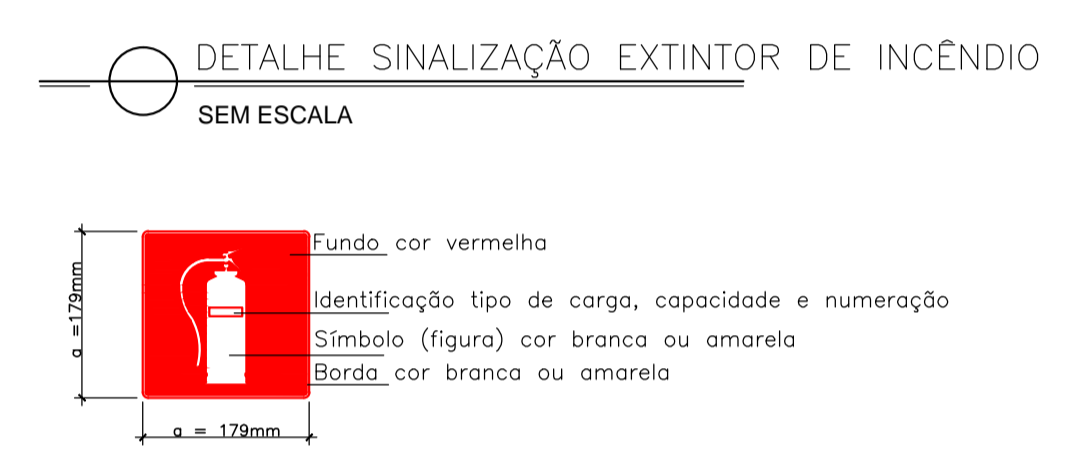 DETALHE SINALIZAÇÃO EXTINTOR DE INCÊNDIO
SEM ESCALA
Fundo cor vermelha
Identificação tipo de carga, capacidade e numeração
Símbolo (figura) cor branca ou amarela
Borda cor branca ou amarela
a =179mm
a = 179mm